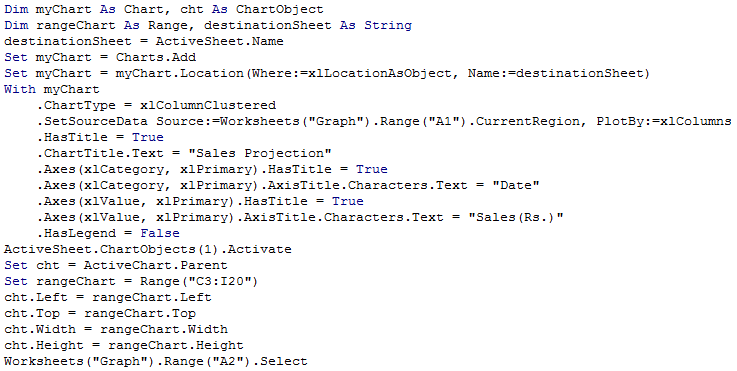 Dim myChart As Chart, cht As ChartObject
Dim rangeChart As Range, destinationSheet As String
destinationSheet = ActiveSheet.Name
Set myChart = Charts.Add
Set myChart = myChart.Location(Where:=xlLocationAsObject, Name:=destinationSheet)
With myChart
    .ChartType = xlColumnClustered
    .SetSourceData Source:=Worksheets("Graph").Range("A1").CurrentRegion, PlotBy:=xlColumns
    .HasTitle = True
    .ChartTitle.Text = "Sales Projection"
    .Axes(xlCategory, xlPrimary).HasTitle = True
    .Axes(xlCategory, xlPrimary).AxisTitle.Characters.Text = "Date"
    .Axes(xlValue, xlPrimary).HasTitle = True
    .Axes(xlValue, xlPrimary).AxisTitle.Characters.Text = "Sales(Rs.)"
    .HasLegend = False
ActiveSheet.ChartObjects(1).Activate
Set cht = ActiveChart.Parent
Set rangeChart = Range("C3:I20")
cht.Left = rangeChart.Left
cht.Top = rangeChart.Top
cht.Width = rangeChart.Width
cht.Height = rangeChart.Height
Worksheets("Graph").Range("A2").Select